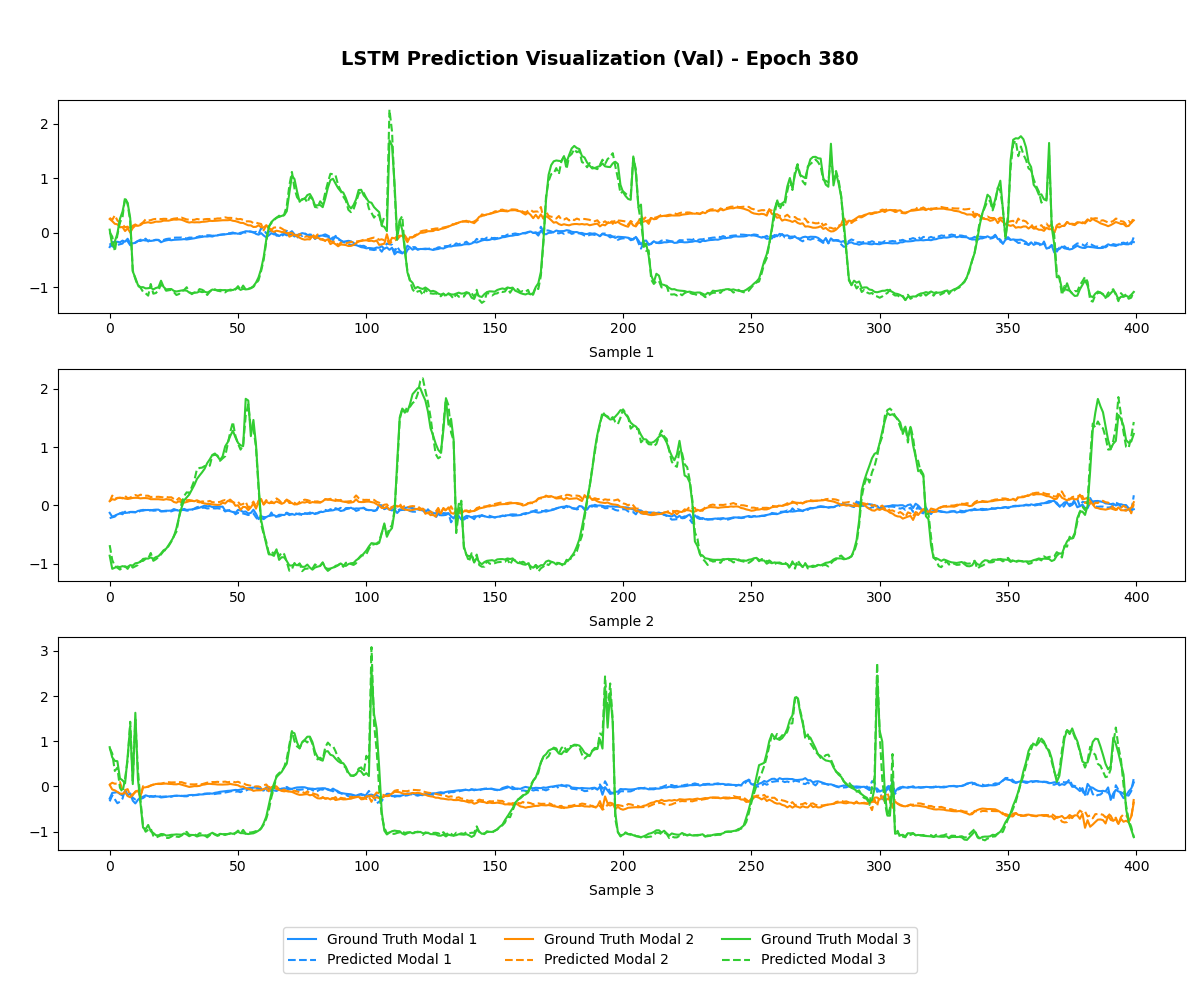 LSTM Prediction Visualization (Val) - Epoch 380
2
1
0
−1
0 50 100 150 200 250 300 350 400
Sample 1
2
1
0
−1
0 50 100 150 200 250 300 350 400
Sample 2
3
2
1
0
−1
0 50 100 150 200 250 300 350 400
Sample 3
Ground Truth Modal 1 Ground Truth Modal 2 Ground Truth Modal 3
Predicted Modal 1 Predicted Modal 2 Predicted Modal 3